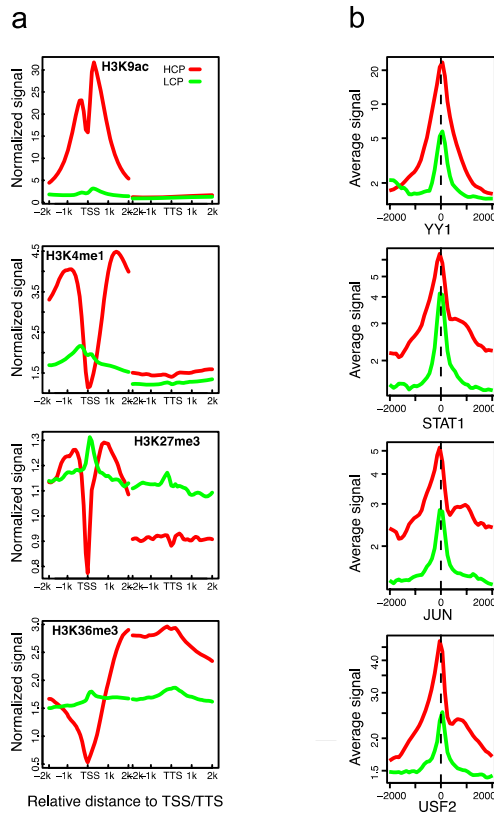 a
b
H3K9ac
HCP
LCP
Normalized signal
0
5
10
15
20
25
30
−2k −1k TSS 1k 2k−2k −1k TTS 1k 2k
H3K4me1
Normalized signal
1.5
2.5
3.5
4.5
−2k −1k TSS 1k 2k−2k −1k TTS 1k 2k
H3K27me3
Normalized signal
0.9
1.0
1.1
1.2
1.3
−2k −1k TSS 1k 2k−2k −1k TTS 1k 2k
H3K36me3
Normalized signal
0.5
1.0
1.5
2.0
2.5
3.0
−2k −1k TSS 1k 2k−2k −1k TTS 1k 2k
Relative distance to TSS/TTS
Average signal
2
5
10
20
−2000 0 2000
YY1
Average signal
2
3
4
5
−2000 0 2000
STAT1
Average signal
2
3
4
5
−2000 0 2000
JUN
Average signal
1.5
2.0
3.0
4.0
−2000 0 2000
USF2